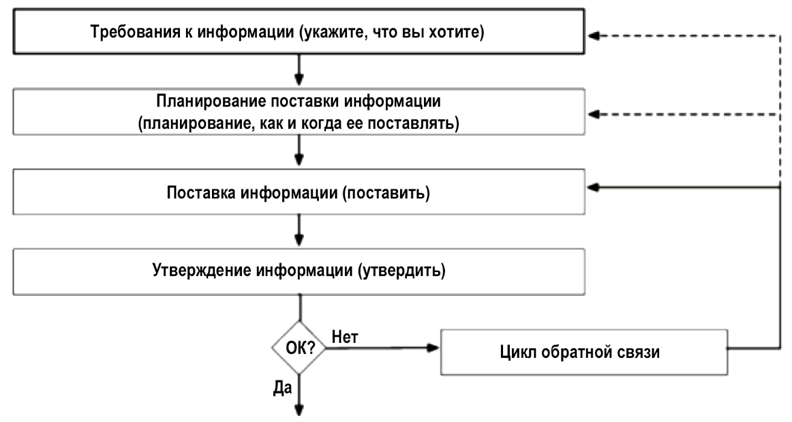 Требования к информации (укажите, что вы хотите)
Планирование поставки информации
(планирование, как и когда ее поставлять)
Поставка информации (поставить)
Утверждение информации (утвердить)
ОК?
Нет
Цикл обратной связи
Да